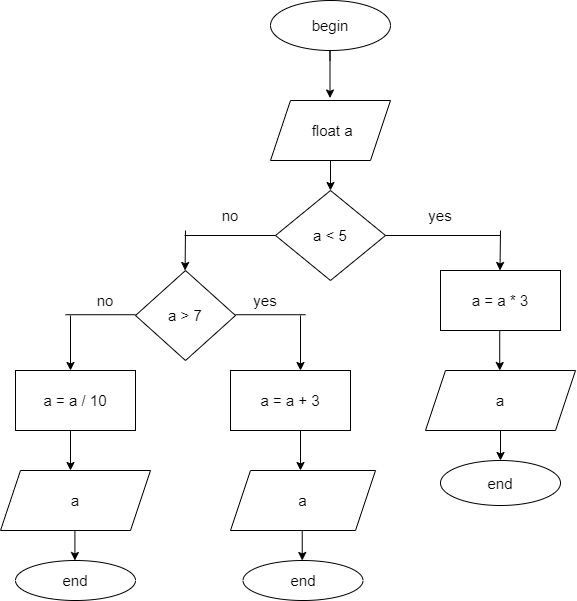 begin
float a
no
yes
a < 5
a = a * 3
no
yes
a > 7
a = a / 10
a = a + 3
a
end
a
a
end
end